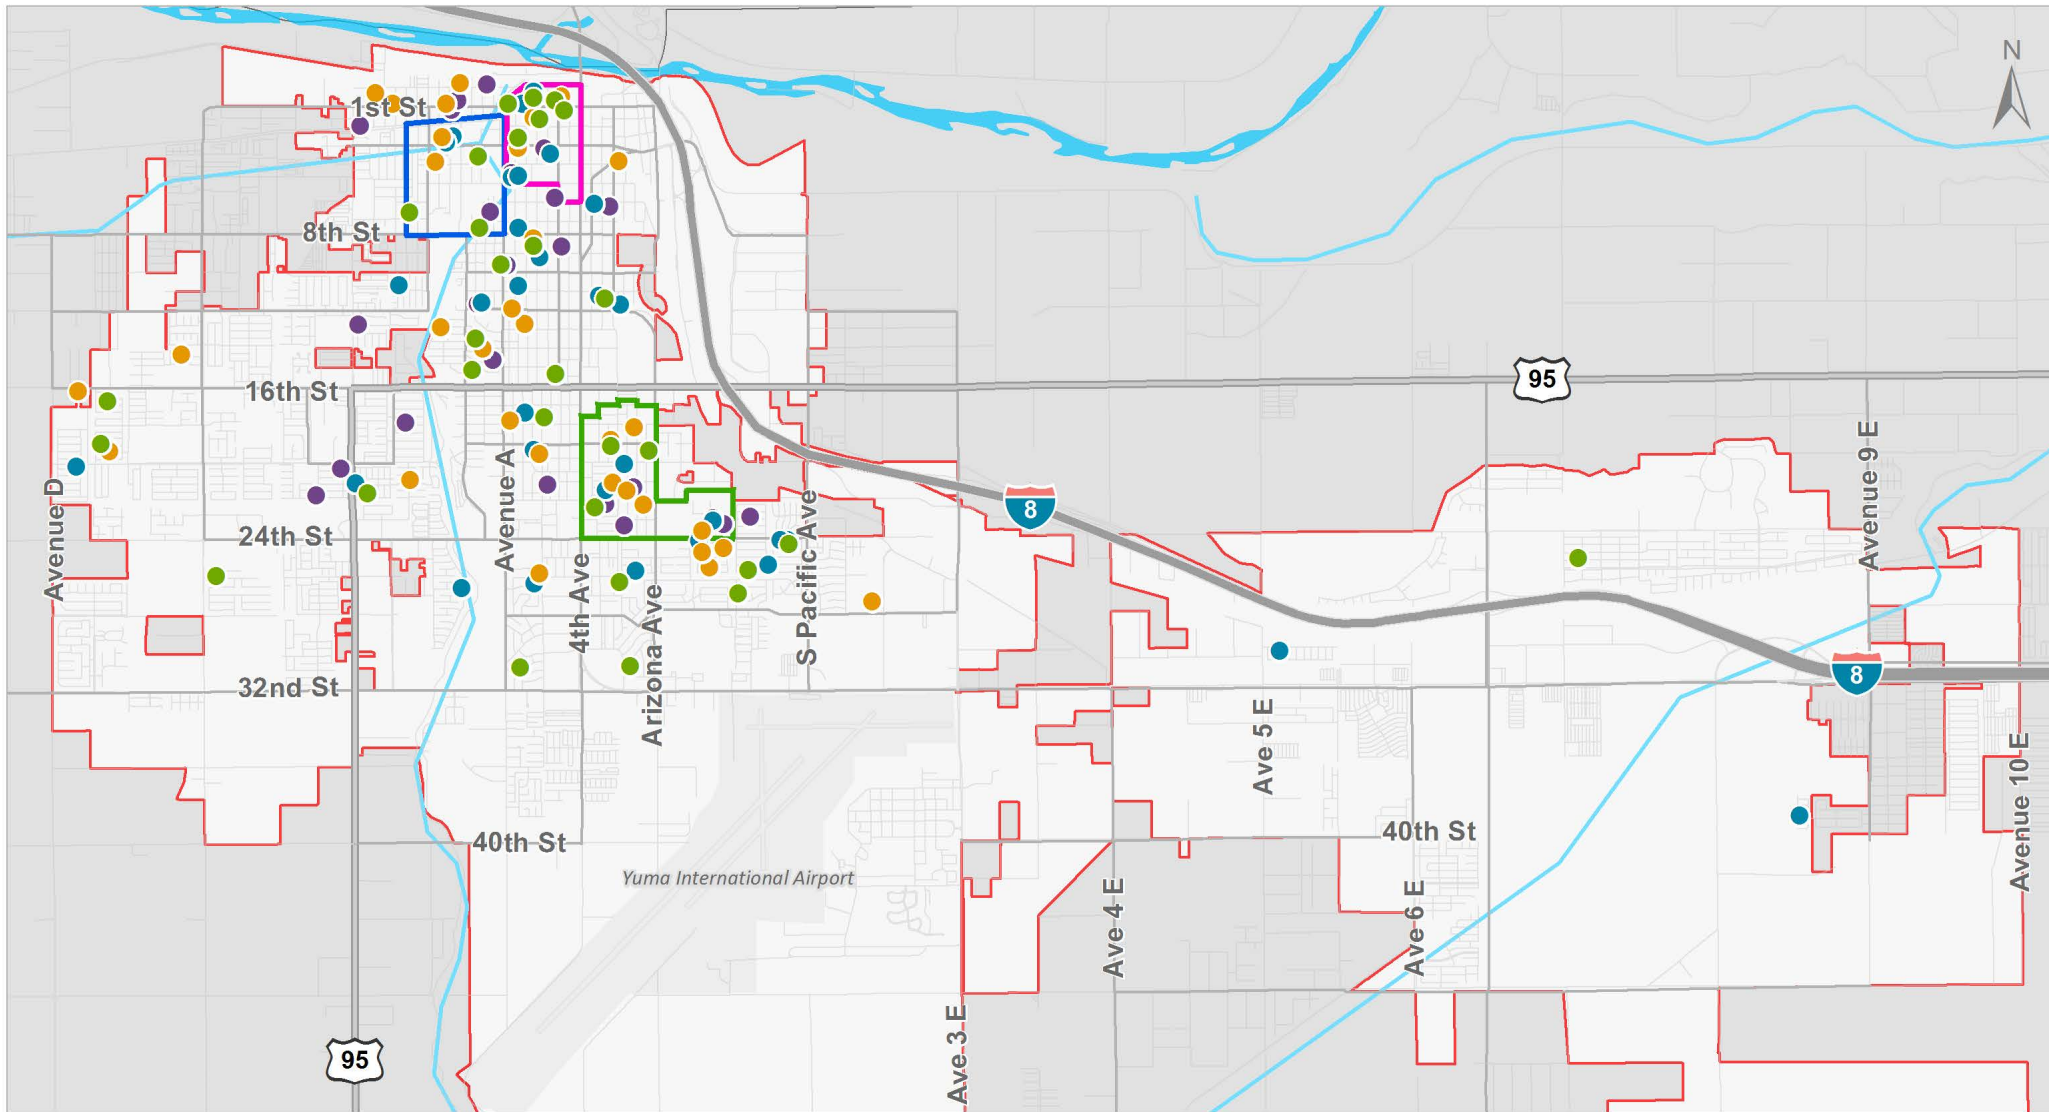 N
1st St
8th St
95
16th St
Avenue 9 E
Avenue A
Avenue D
8
S Pacific Ave
24th St
4th Ave
Arizona Ave
8
32nd St
Ave 5 E
Avenue 10 E
40th St
40th St
Yuma International Airport
Ave 4 E
Ave 6 E
Ave 3 E
95